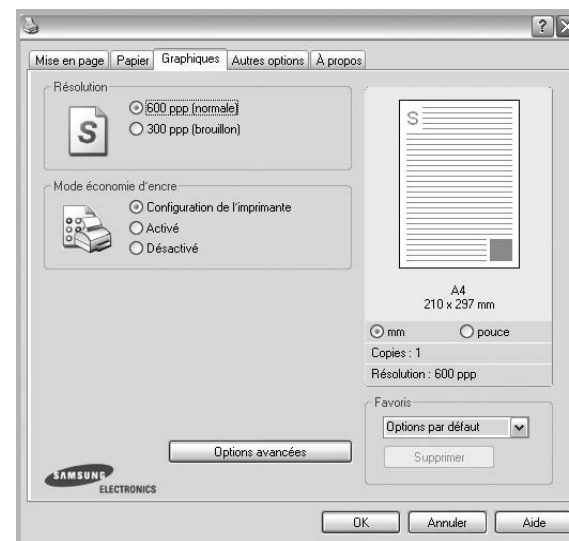 ?
Mise en page Papier Graphiques Autres options À propos
Résolution
S
600 ppp (normale)
300 ppp (brouillon)
Mode économie d'encre
Configuration de l'imprimante
Activé
Désactivé
Options avancées
SAMSUNG
ELECTRONICS
S
A4
210 x 297 mm
mm pouce
Copies : 1
Résolution : 600 ppp
Favoris
Options par défaut
Supprimer
OK Annuler Aide